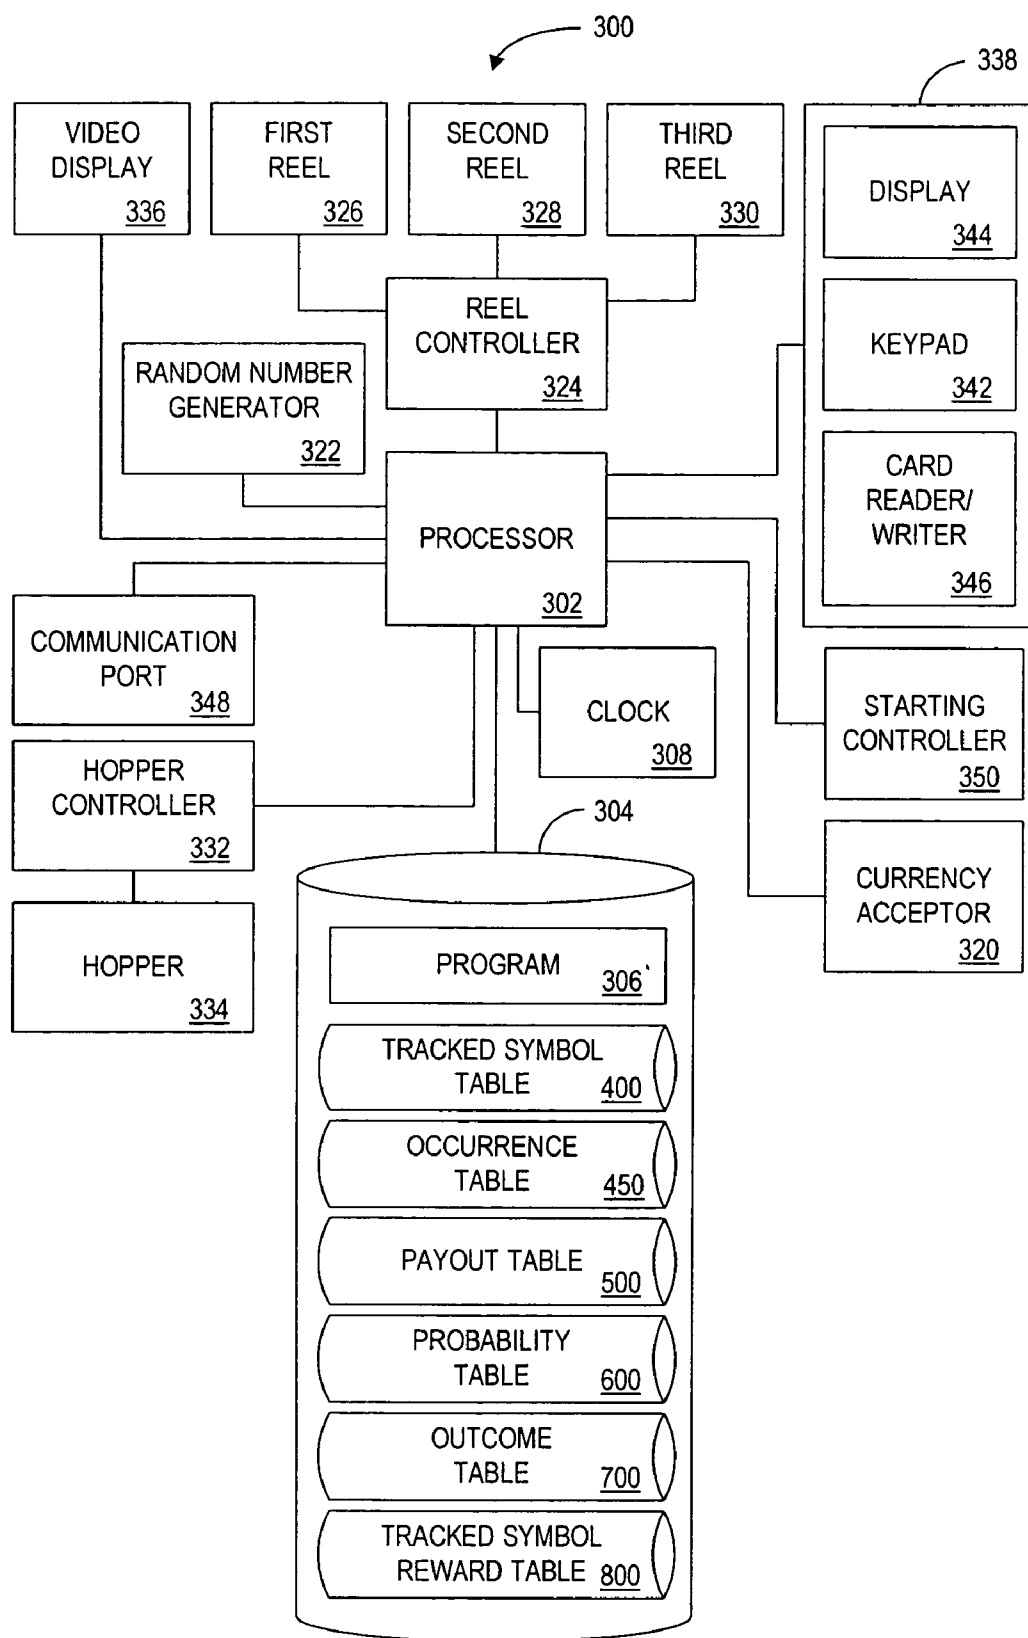 300
338
VIDEO
DISPLAY
336
FIRST
REEL
326
SECOND
REEL
328
THIRD
REEL
330
DISPLAY
344
REEL
CONTROLLER
324
KEYPAD
342
RANDOM NUMBER
GENERATOR
322
CARD
READER/
WRITER
346
PROCESSOR
302
COMMUNICATION
PORT
348
CLOCK
308
STARTING
CONTROLLER
350
HOPPER
CONTROLLER
332
304
CURRENCY
ACCEPTOR
320
HOPPER
334
PROGRAM
306
TRACKED SYMBOL
TABLE
400
OCCURRENCE
TABLE
450
PAYOUT TABLE
500
PROBABILITY
TABLE
600
OUTCOME
TABLE
700
TRACKED SYMBOL
REWARD TABLE
800